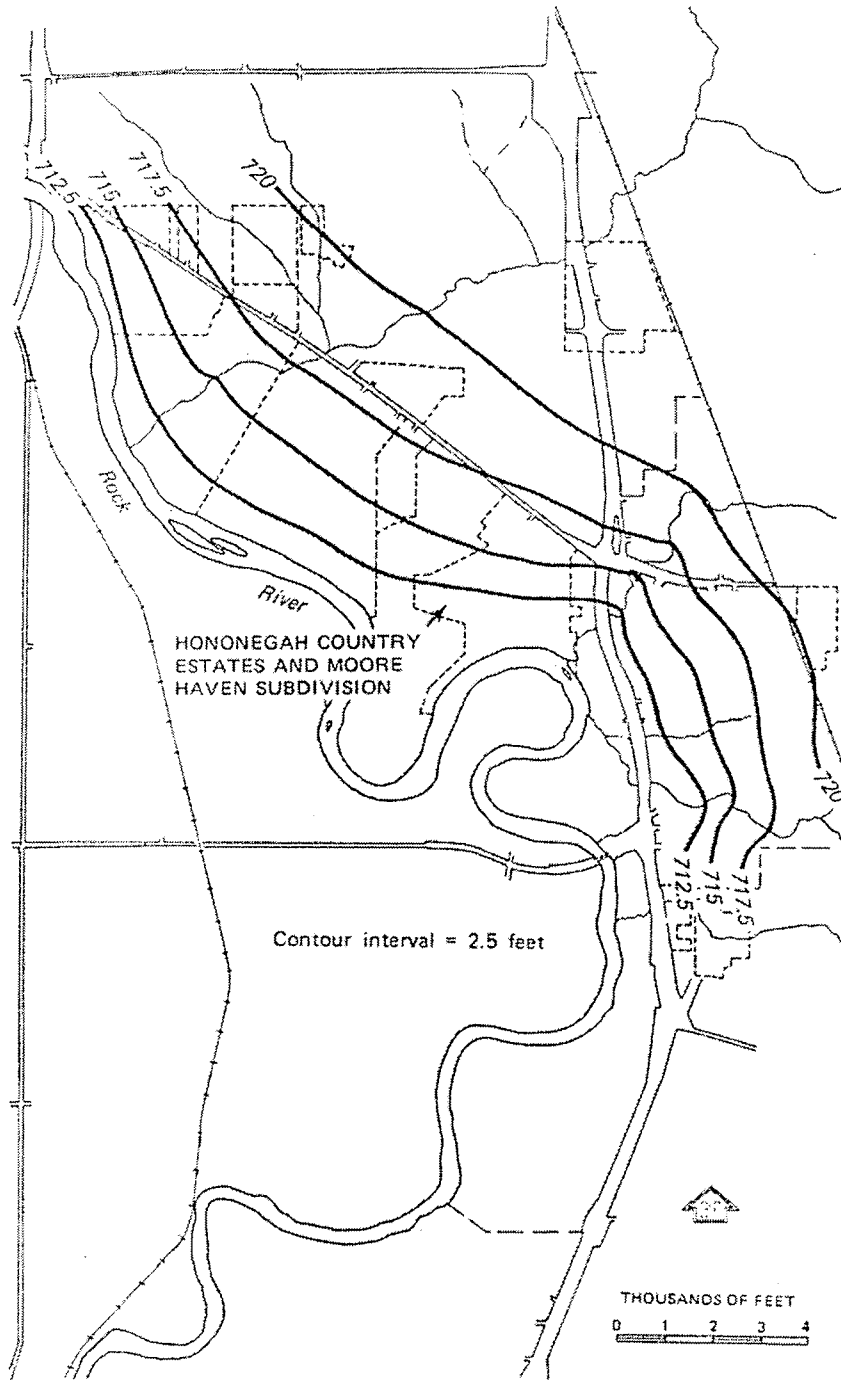 712.5
715
717.5
720
Rock
River
HONONEGAH COUNTRY
ESTATES AND MOORE
HAVEN SUBDIVISION
720
712.5
715
717.5
Contour interval = 2.5 feet
THOUSANDS OF FEET
0 1 2 3 4